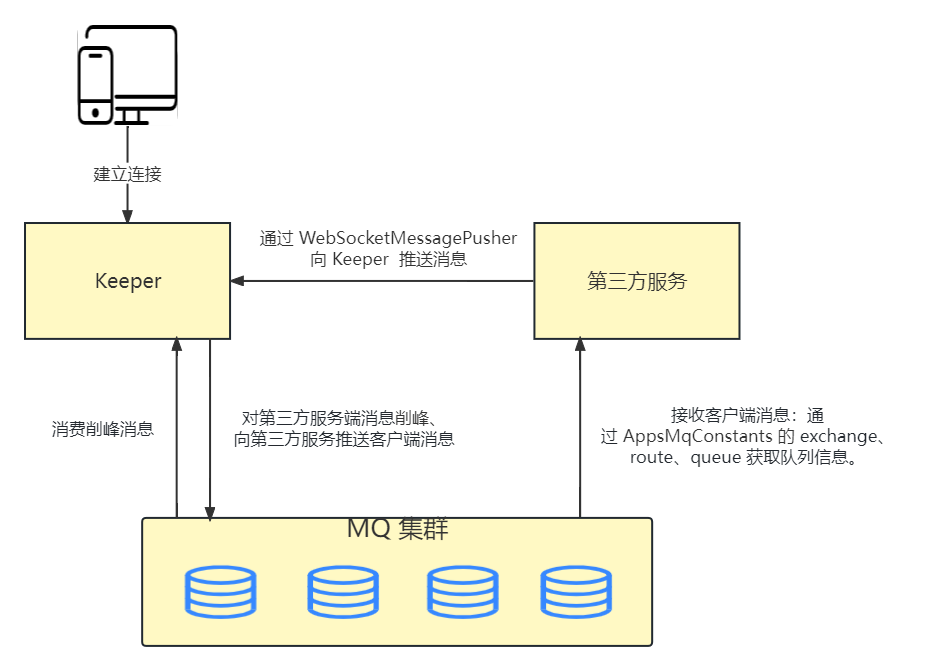 建立连接
通过 WebSocketMessagePusher
向 Keeper 推送消息
Keeper
第三方服务
消费削峰消息
对第三方服务端消息削峰、
向第三方服务推送客户端消息
接收客户端消息：通
过 AppsMqConstants 的 exchange、
route、queue 获取队列信息。
MQ 集群